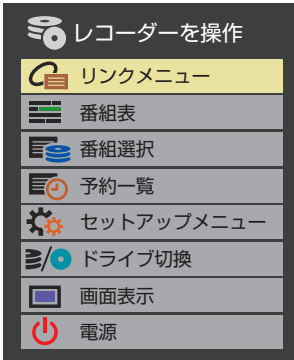 レコーダーを操作
リンクメニュー
番組表
番組選択
予約一覧
セットアップメニュー
ドライブ切換
画面表示
電源